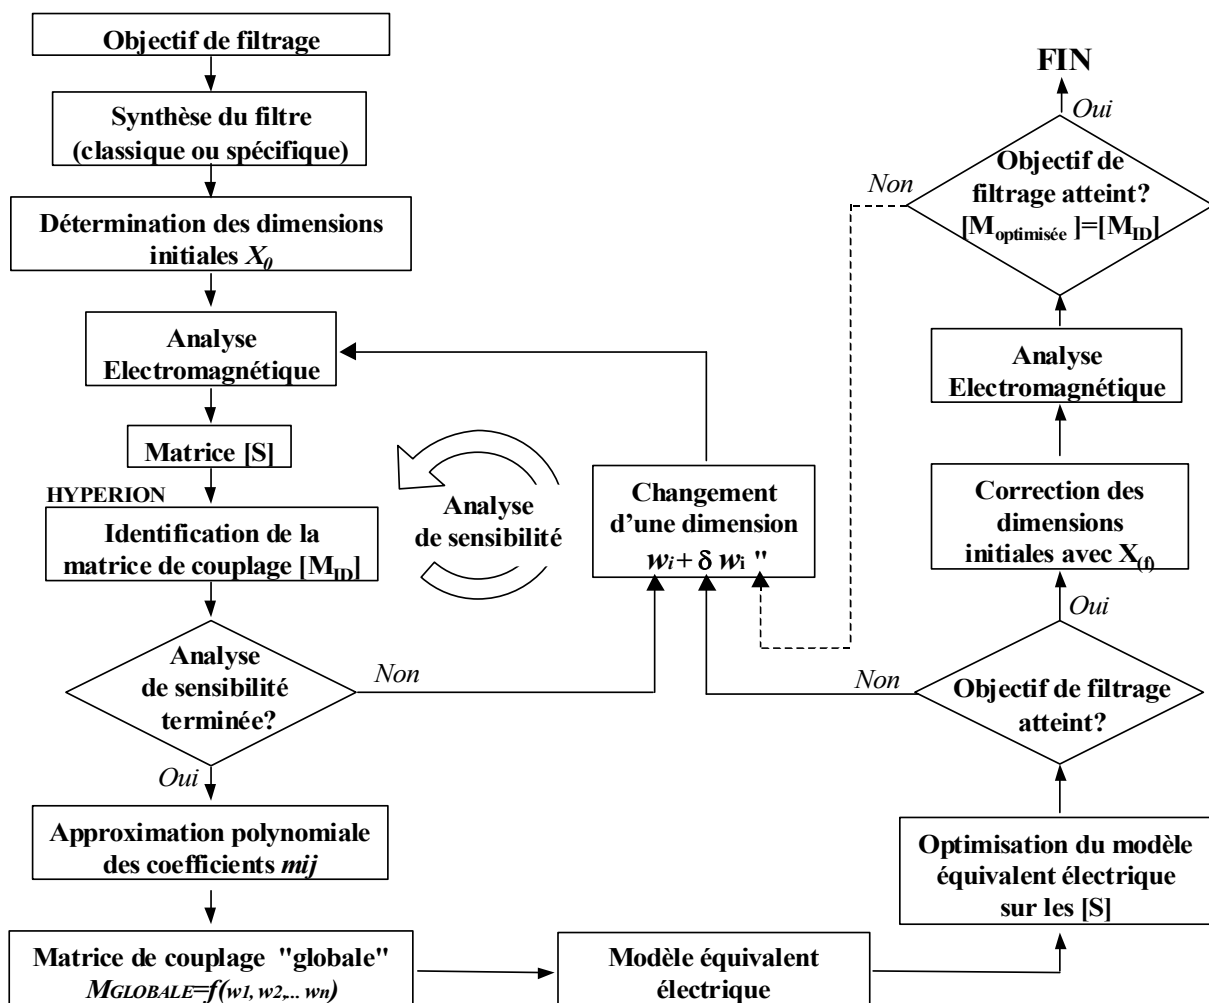 Objectif de filtrage
Synthèse du filtre
(classique ou spécifique)
Détermination des dimensions
initiales X0
Analyse
Electromagnétique
Matrice [S]
HYPERION
Identification de la
matrice de couplage [MID]
Analyse
de sensibilité
terminée?
Non
Oui
Approximation polynomiale
des coefficients mij
Matrice de couplage "globale"
MGLOBALE=f(w1, w2,... wn)
Analyse
de sensibilité
Changement
d'une dimension
wi + δ wi "
Modèle équivalent
électrique
Optimisation du modèle
équivalent électrique
sur les [S]
Objectif de filtrage
atteint?
Non
Oui
Correction des
dimensions
initiales avec X(f)
Analyse
Electromagnétique
Objectif de
filtrage atteint?
[Moptimisée ]=[MID]
Non
Oui
FIN